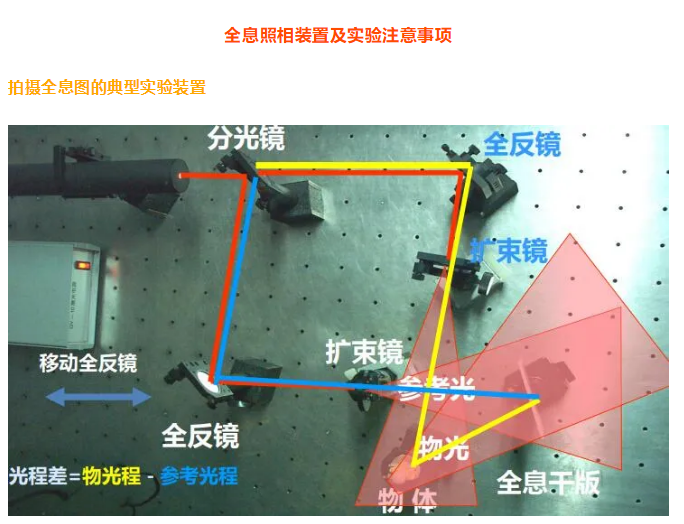 全息照相装置及实验注意事项
拍摄全息图的典型实验装置
分光镜
全反镜
扩束镜
移动全反镜
扩束镜
参考光
全反镜
物光
光程差=物光程 - 参考光程
全息干版
物 体